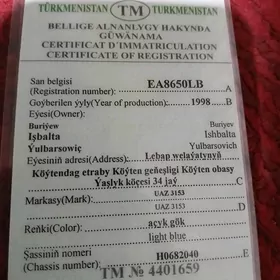 TÜRKMENISTAN TM TURKMENISTAN
BELLIGE ALNANLYGY HAKYNDA
GÜWÄNAMA
CERTIFICAT D'IMMATRICULATION
CERTIFICATE OF REGISTRATION
San belgisi
(Registration number): EA8650LB A
Goýberilen ýyly(Year of production): 1998 B
Eýesi(Owner):
Buriýew Buriyev
Işbalta Ishbalta
Ýulbarsowiç Yulbarsovich
Eýesiniň adresi(Address): Lebap welaýatynyň
Köýtendag etraby Köýten geňeşligi Köýten obasy
Ýaşlyk köçesi 34 jaý C
Markasy(Mark): UAZ 3153
UAZ 3153 D
Reňki(Color): açyk gök
light blue
Şassiniň nomeri
(Chassis number): H0682040 E
TM № 4401659